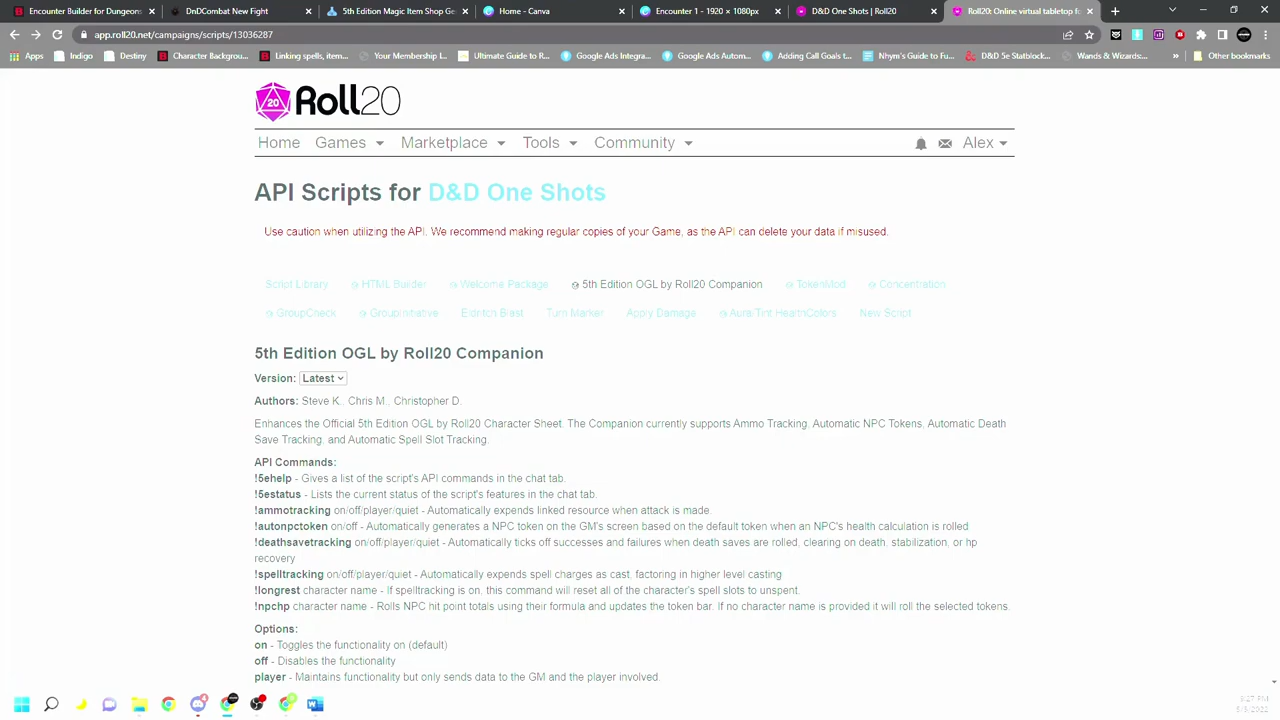 Encounter Builder for Dungeons
DnDCombat New Fight
5th Edition Magic Item Shop Ge
Home - Canva
Encounter 1 - 1920 × 1080px
D&D One Shots | Roll20
Roll20: Online virtual tabletop fo
app.roll20.net/campaigns/scripts/13036287
Apps
Indigo
Destiny
Character Backgrou...
Linking spells, item...
Your Membership I...
Ultimate Guide to R...
Google Ads Integra...
Google Ads Autom...
Adding Call Goals t...
Nhym's Guide to Fu...
D&D 5e Statblock...
Wands & Wizards:...
»
Other bookmarks
20 Roll20
Home
Games
Marketplace
Tools
Community
Alex
API Scripts for D&D One Shots
Use caution when utilizing the API. We recommend making regular copies of your Game, as the API can delete your data if misused.
Script Library
HTML Builder
Welcome Package
5th Edition OGL by Roll20 Companion
TokenMod
Concentration
GroupCheck
GroupInitiative
Eldritch Blast
Turn Marker
Apply Damage
Aura/Tint HealthColors
New Script
5th Edition OGL by Roll20 Companion
Version: Latest
Authors: Steve K., Chris M., Christopher D.
Enhances the Official 5th Edition OGL by Roll20 Character Sheet. The Companion currently supports Ammo Tracking, Automatic NPC Tokens, Automatic Death
Save Tracking, and Automatic Spell Slot Tracking.
API Commands:
!5ehelp - Gives a list of the script's API commands in the chat tab.
!5estatus - Lists the current status of the script's features in the chat tab.
!ammotracking on/off/player/quiet - Automatically expends linked resource when attack is made.
!autonpctoken on/off - Automatically generates a NPC token on the GM's screen based on the default token when an NPC's health calculation is rolled
!deathsavetracking on/off/player/quiet - Automatically ticks off successes and failures when death saves are rolled, clearing on death, stabilization, or hp
recovery
!spelltracking on/off/player/quiet - Automatically expends spell charges as cast, factoring in higher level casting
!longrest character name - If spelltracking is on, this command will reset all of the character's spell slots to unspent.
!npchp character name - Rolls NPC hit point totals using their formula and updates the token bar. If no character name is provided it will roll the selected tokens.
Options:
on - Toggles the functionality on (default)
off - Disables the functionality
player - Maintains functionality but only sends data to the GM and the player involved.
9:27 PM
5/5/2022